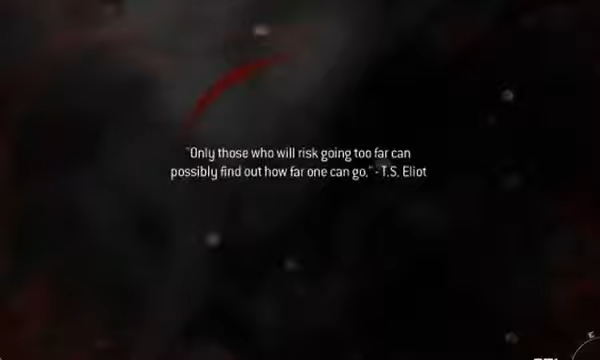 "Only those who will risk going too far can
possibly find out how far one can go." - T.S. Eliot